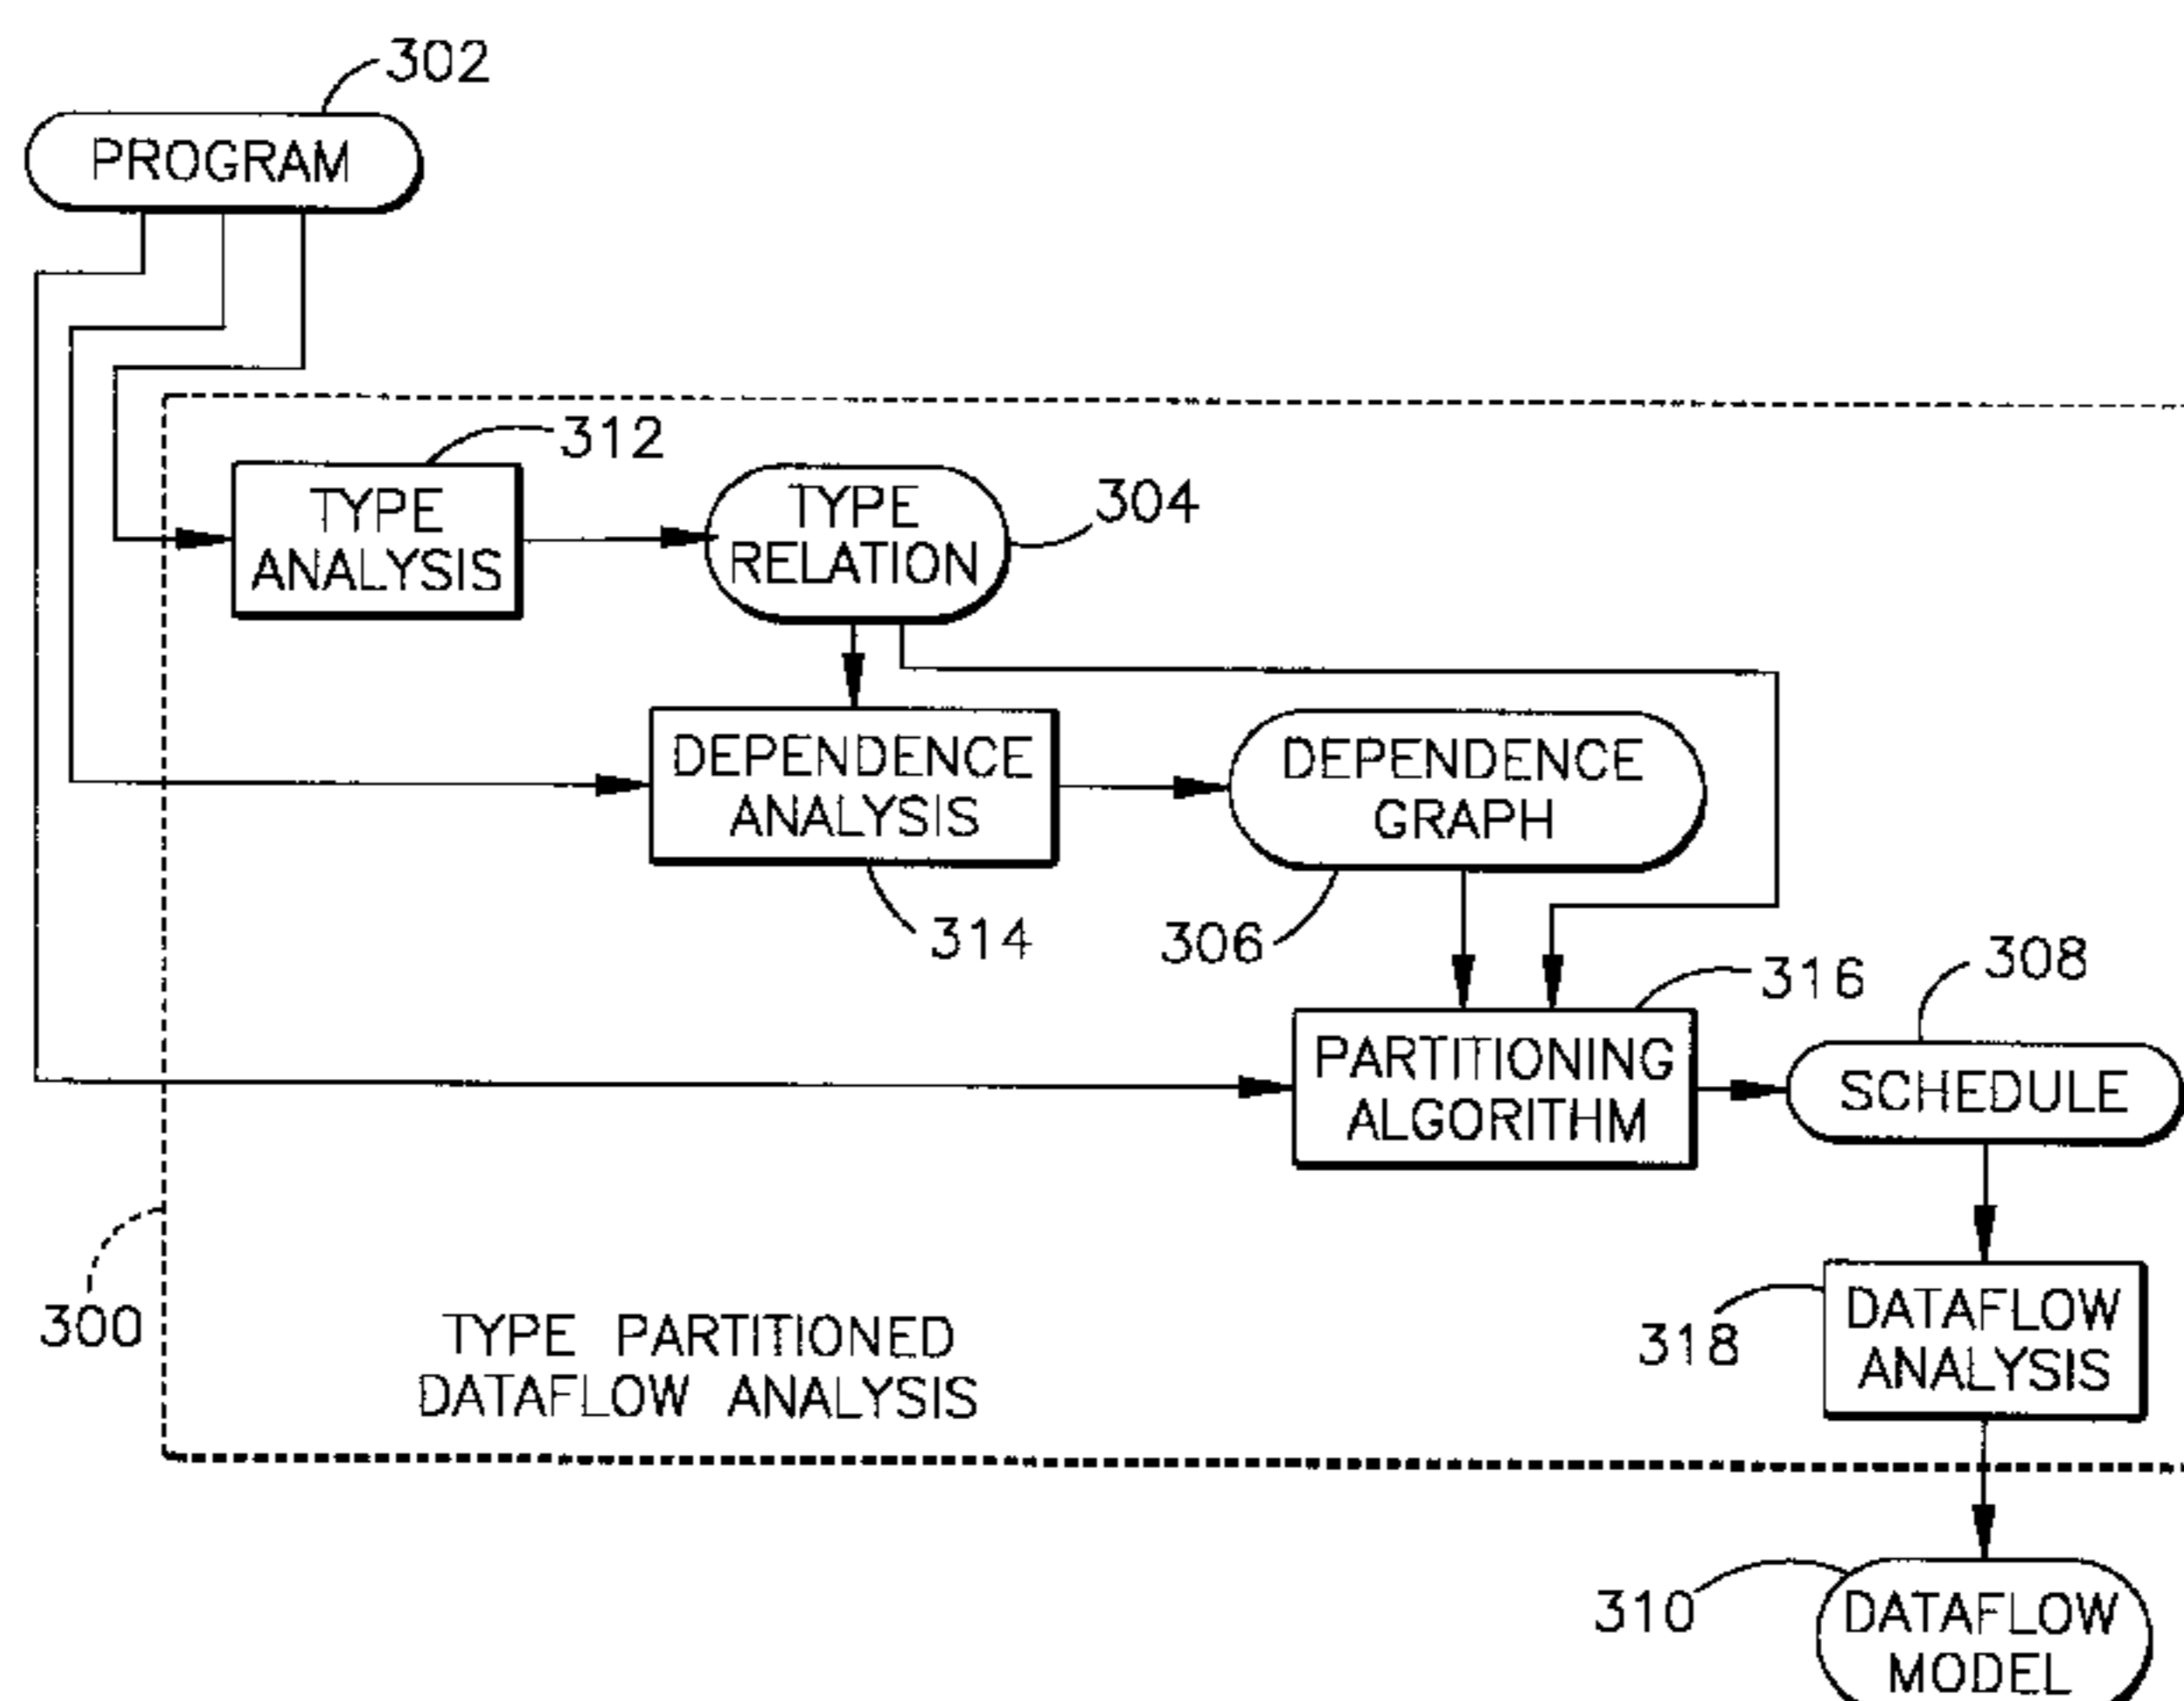 302
PROGRAM
312
TYPE
ANALYSIS
TYPE
RELATION
304
DEPENDENCE
ANALYSIS
314
DEPENDENCE
GRAPH
306
316
PARTITIONING
ALGORITHM
308
SCHEDULE
300
TYPE PARTITIONED
DATAFLOW ANALYSIS
318
DATAFLOW
ANALYSIS
310
DATAFLOW
MODEL